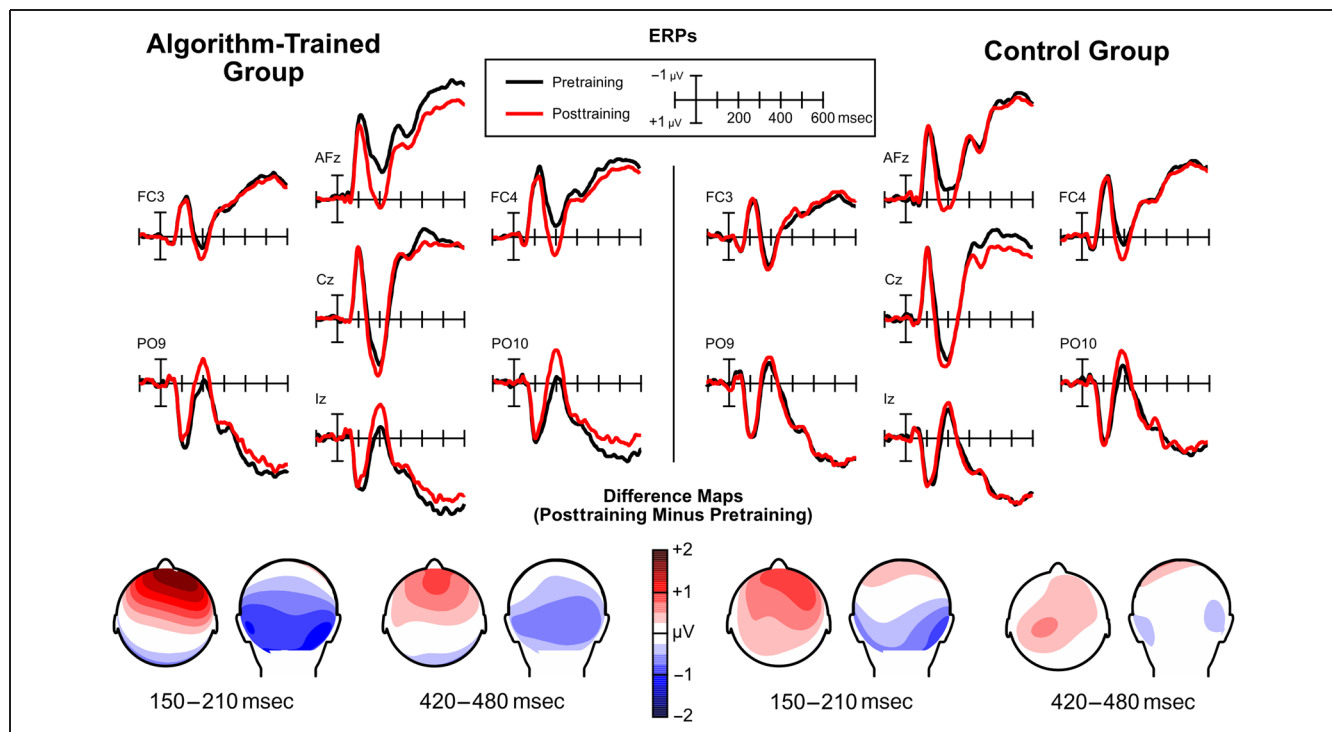 Algorithm-Trained
Group
ERPs
Control Group
Pretraining
Posttraining
−1 µV
+1 µV
200 400 600 msec
AFz
FC3
FC4
Cz
PO9
PO10
Iz
AFz
FC3
FC4
Cz
PO9
PO10
Iz
Difference Maps
(Posttraining Minus Pretraining)
+2
+1
µV
−1
−2
150–210 msec
420–480 msec
150–210 msec
420–480 msec